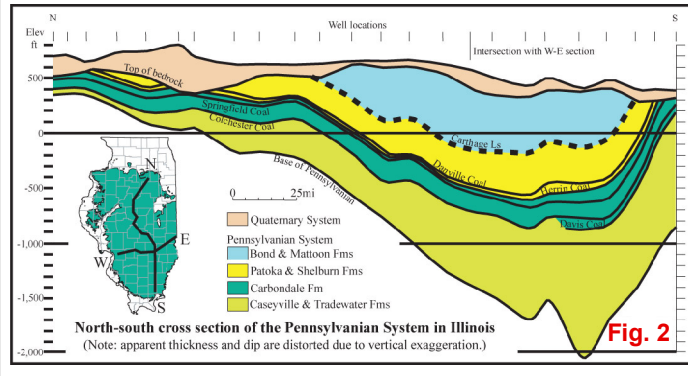 N
Well locations
S
Elev
ft
Intersection with W-E section
Top of bedrock
500
Springfield Coal
Colchester Coal
0
Carthage Ls
Base of Pennsylvanian
Danville Coal
Herrin Coal
Davis Coal
N
E
W
S
0 25mi
Quaternary System
Pennsylvanian System
Bond & Mattoon Fms
Patoka & Shelburn Fms
Carbondale Fm
Caseyville & Tradewater Fms
-500
-1,000
-1,500
-2,000
North-south cross section of the Pennsylvanian System in Illinois
(Note: apparent thickness and dip are distorted due to vertical exaggeration.)
Fig. 2